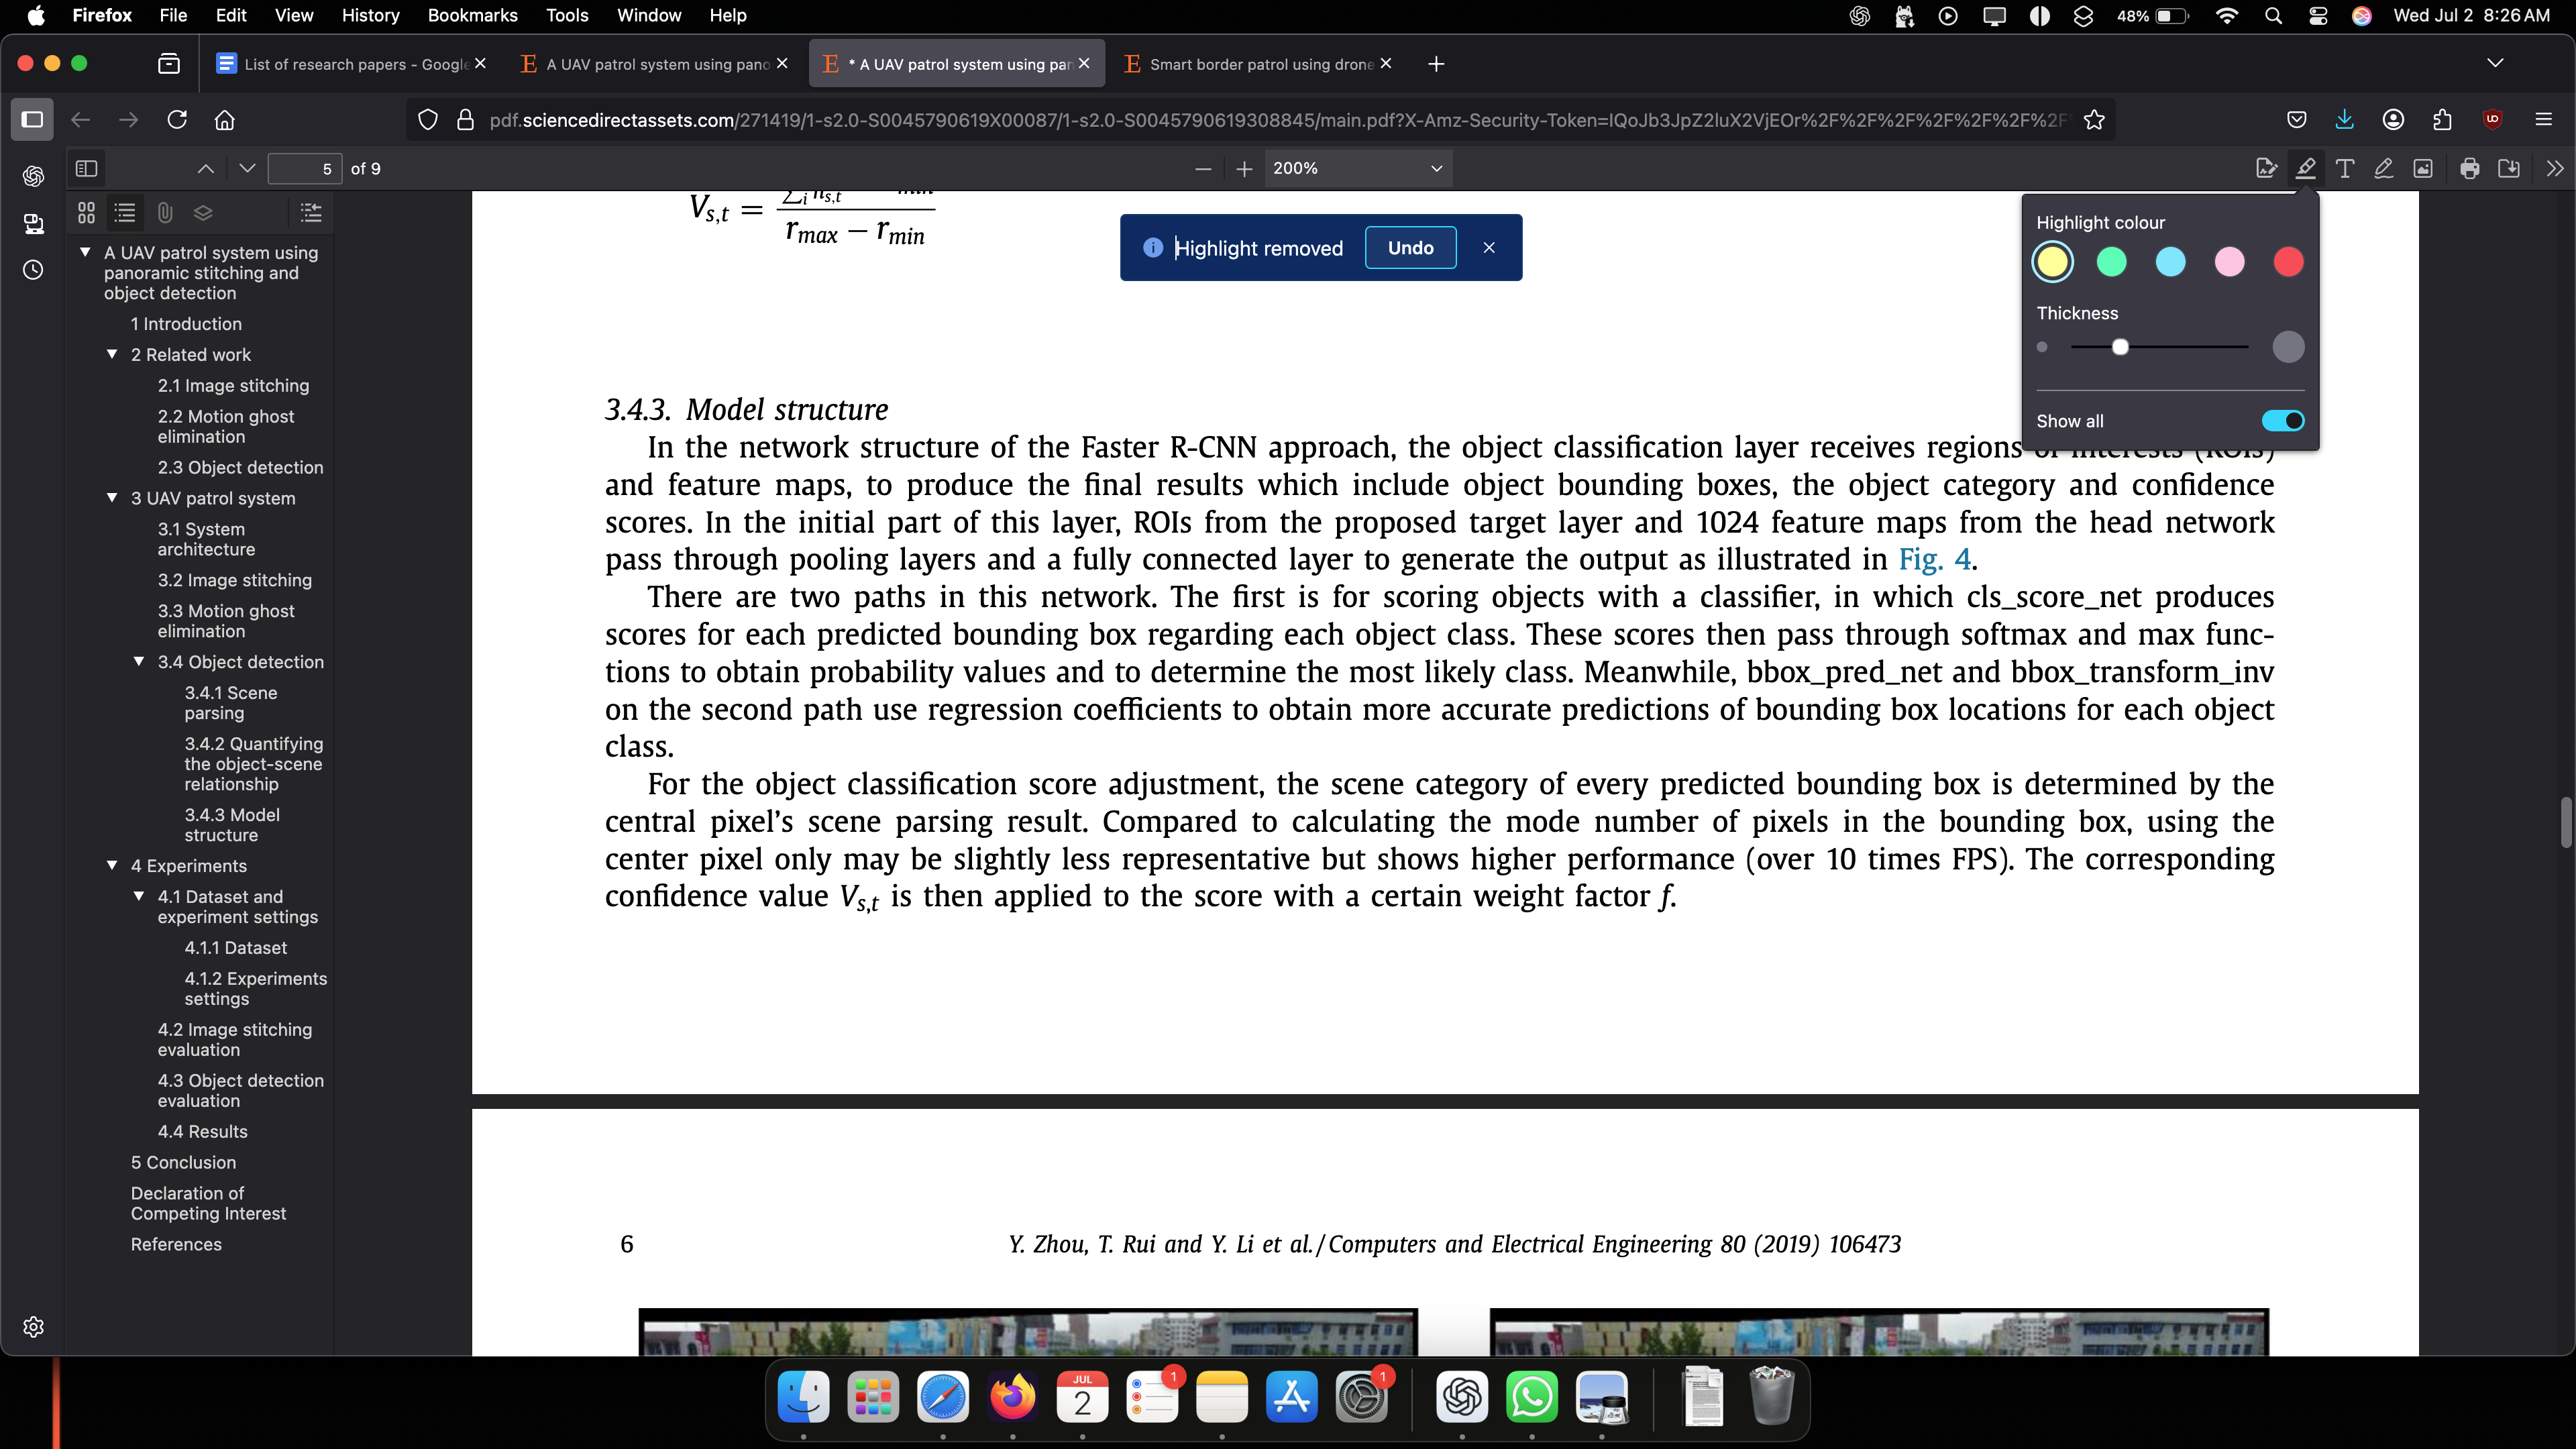 Firefox File Edit View History Bookmarks Tools Window Help 48% Wed Jul 2 8:26 AM
List of research papers - Google
A UAV patrol system using pano
* A UAV patrol system using pan
Smart border patrol using drone
pdf.sciencedirectassets.com/271419/1-s2.0-S0045790619X00087/1-s2.0-S0045790619308845/main.pdf?X-Amz-Security-Token=IQoJb3JpZ2luX2VjEOr%2F%2F%2F%2F%2F%2F%2F%2F
5 of 9
200%
A UAV patrol system using
panoramic stitching and
object detection
1 Introduction
2 Related work
2.1 Image stitching
2.2 Motion ghost
elimination
2.3 Object detection
3 UAV patrol system
3.1 System
architecture
3.2 Image stitching
3.3 Motion ghost
elimination
3.4 Object detection
3.4.1 Scene
parsing
3.4.2 Quantifying
the object-scene
relationship
3.4.3 Model
structure
4 Experiments
4.1 Dataset and
experiment settings
4.1.1 Dataset
4.1.2 Experiments
settings
4.2 Image stitching
evaluation
4.3 Object detection
evaluation
4.4 Results
5 Conclusion
Declaration of
Competing Interest
References
V_s,t =
r_max − r_min
Highlight removed
Undo
Highlight colour
Thickness
Show all
3.4.3. Model structure
In the network structure of the Faster R-CNN approach, the object classification layer receives regions of interests (ROIs)
and feature maps, to produce the final results which include object bounding boxes, the object category and confidence
scores. In the initial part of this layer, ROIs from the proposed target layer and 1024 feature maps from the head network
pass through pooling layers and a fully connected layer to generate the output as illustrated in Fig. 4.
There are two paths in this network. The first is for scoring objects with a classifier, in which cls_score_net produces
scores for each predicted bounding box regarding each object class. These scores then pass through softmax and max func-
tions to obtain probability values and to determine the most likely class. Meanwhile, bbox_pred_net and bbox_transform_inv
on the second path use regression coefficients to obtain more accurate predictions of bounding box locations for each object
class.
For the object classification score adjustment, the scene category of every predicted bounding box is determined by the
central pixel's scene parsing result. Compared to calculating the mode number of pixels in the bounding box, using the
center pixel only may be slightly less representative but shows higher performance (over 10 times FPS). The corresponding
confidence value V_s,t is then applied to the score with a certain weight factor f.
6
Y. Zhou, T. Rui and Y. Li et al. / Computers and Electrical Engineering 80 (2019) 106473
JUL
2
1
1